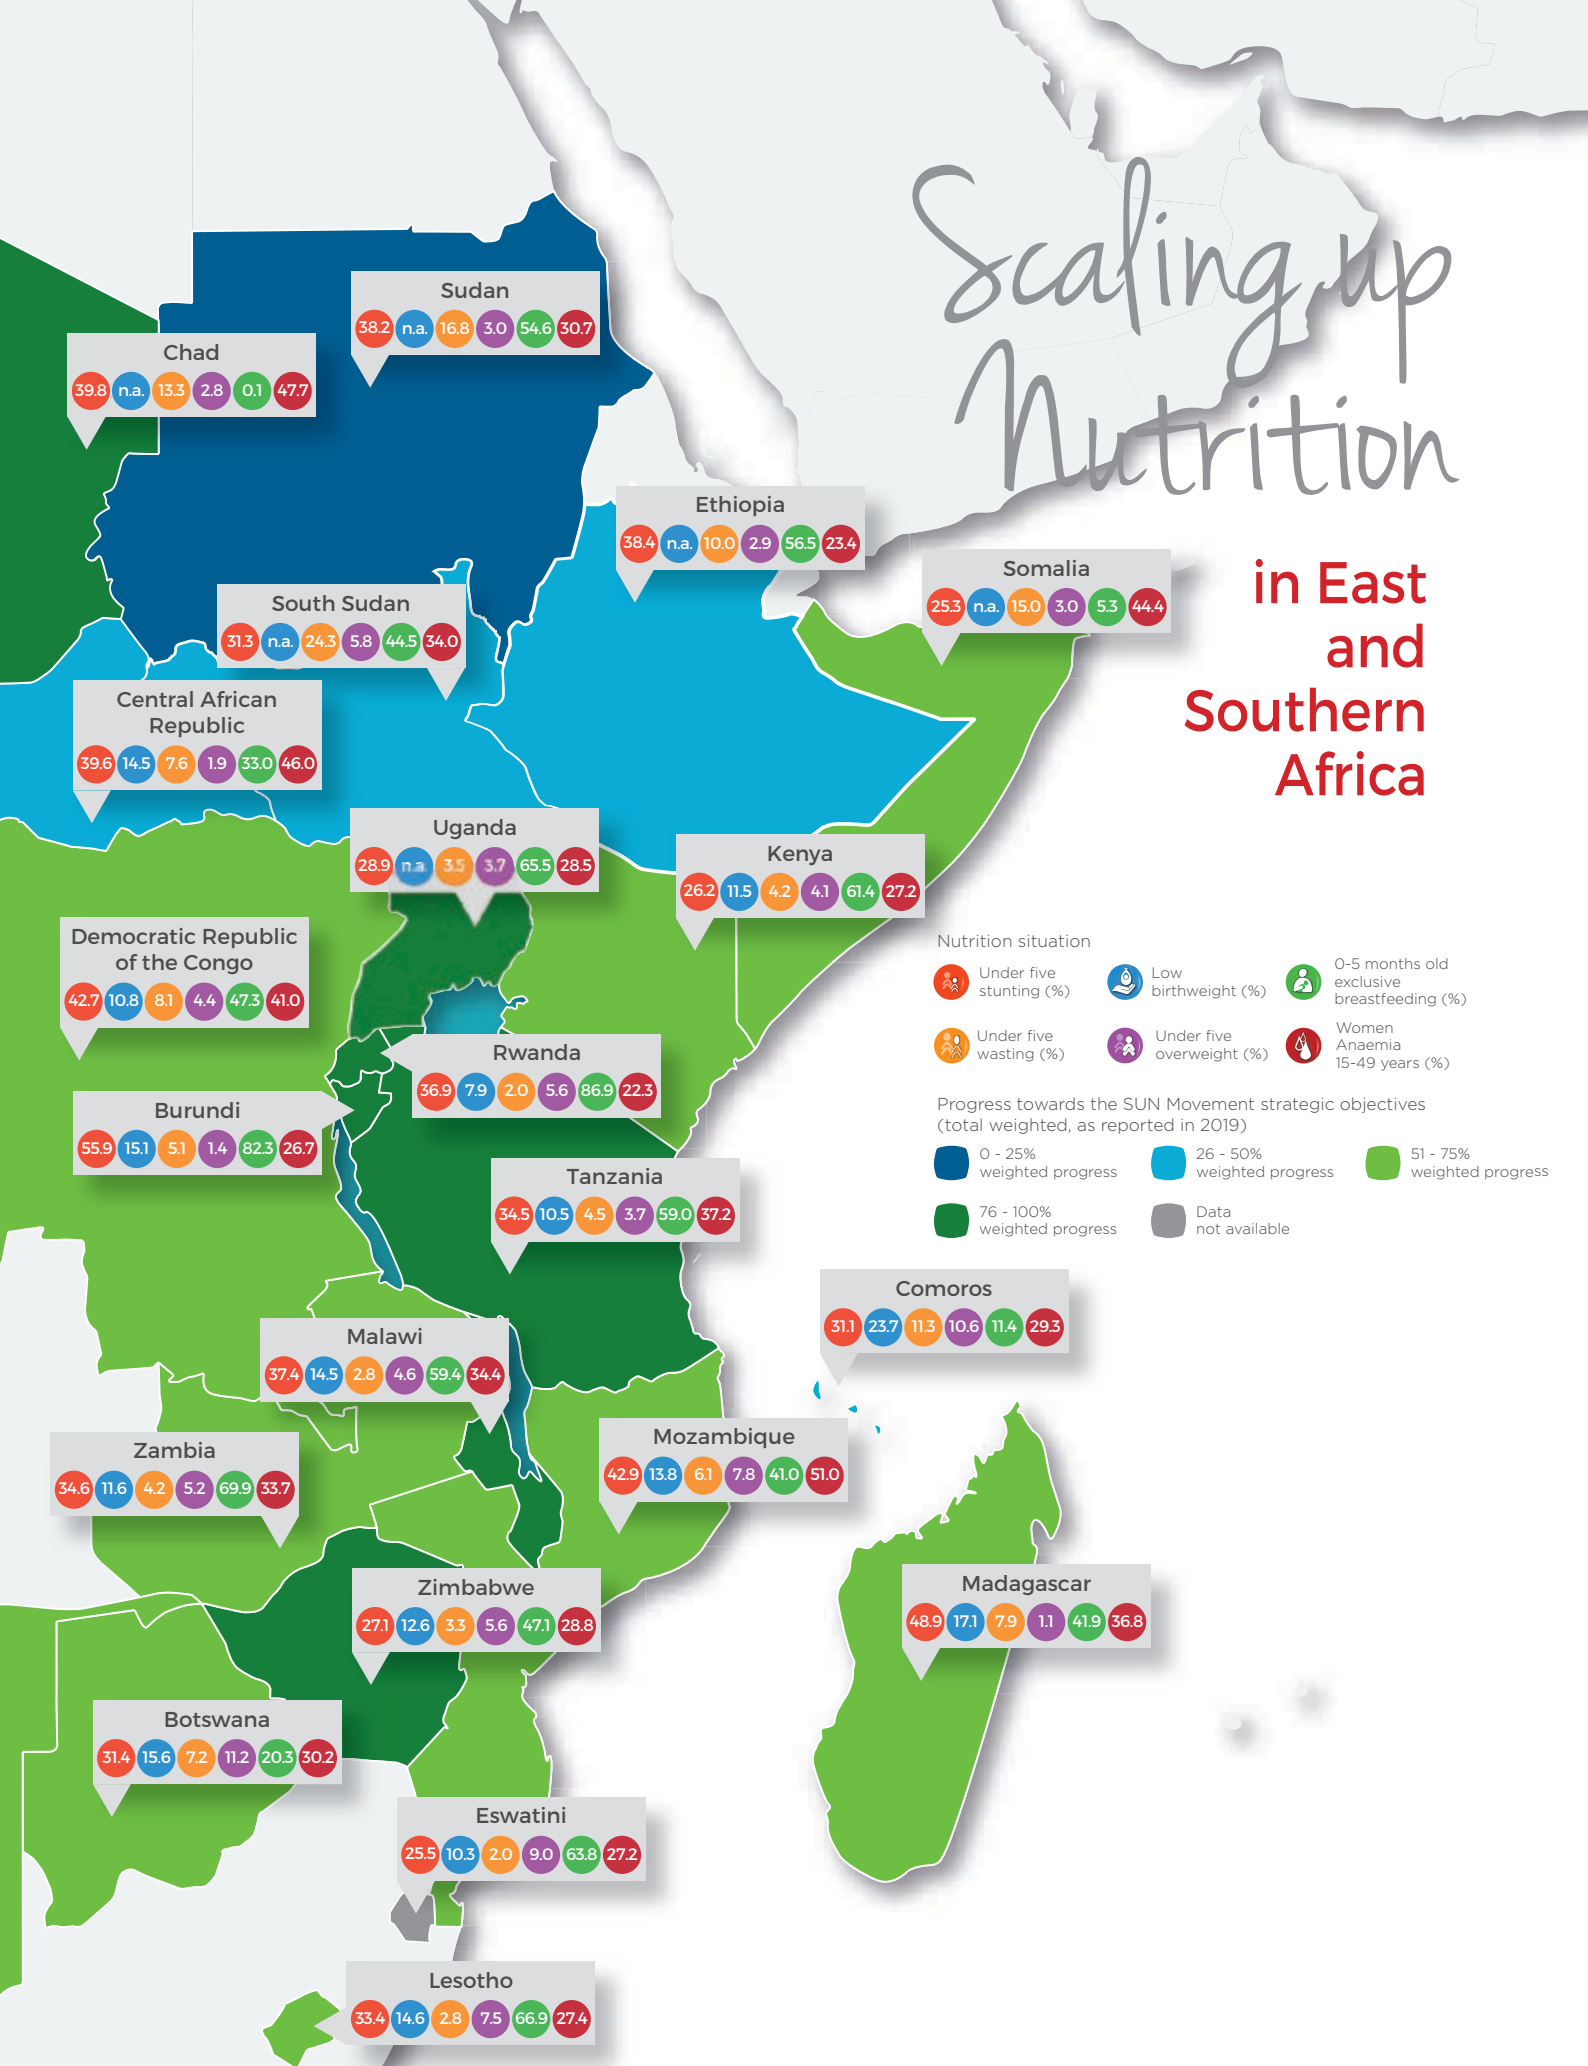 Scaling up
Nutrition
in East
and
Southern
Africa
Sudan
38.2 n.a. 16.8 3.0 54.6 30.7
Chad
39.8 n.a. 13.3 2.8 0.1 47.7
Ethiopia
38.4 n.a. 10.0 2.9 56.5 23.4
Somalia
25.3 n.a. 15.0 3.0 5.3 44.4
South Sudan
31.3 n.a. 24.3 5.8 44.5 34.0
Central African
Republic
39.6 14.5 7.6 1.9 33.0 46.0
Uganda
28.9 n.a. 3.5 3.7 65.5 28.5
Kenya
26.2 11.5 4.2 4.1 61.4 27.2
Democratic Republic
of the Congo
42.7 10.8 8.1 4.4 47.3 41.0
Rwanda
36.9 7.9 2.0 5.6 86.9 22.3
Burundi
55.9 15.1 5.1 1.4 82.3 26.7
Tanzania
34.5 10.5 4.5 3.7 59.0 37.2
Nutrition situation
Under five
stunting (%)
Low
birthweight (%)
0-5 months old
exclusive
breastfeeding (%)
Under five
wasting (%)
Under five
overweight (%)
Women
Anaemia
15-49 years (%)
Progress towards the SUN Movement strategic objectives
(total weighted, as reported in 2019)
0 - 25%
weighted progress
26 - 50%
weighted progress
51 - 75%
weighted progress
76 - 100%
weighted progress
Data
not available
Comoros
31.1 23.7 11.3 10.6 11.4 29.3
Malawi
37.4 14.5 2.8 4.6 59.4 34.4
Mozambique
42.9 13.8 6.1 7.8 41.0 51.0
Zambia
34.6 11.6 4.2 5.2 69.9 33.7
Zimbabwe
27.1 12.6 3.3 5.6 47.1 28.8
Madagascar
48.9 17.1 7.9 1.1 41.9 36.8
Botswana
31.4 15.6 7.2 11.2 20.3 30.2
Eswatini
25.5 10.3 2.0 9.0 63.8 27.2
Lesotho
33.4 14.6 2.8 7.5 66.9 27.4